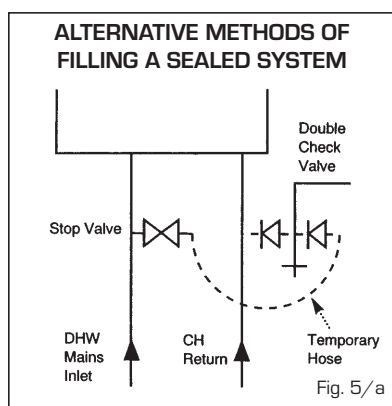 ALTERNATIVE METHODS OF
FILLING A SEALED SYSTEM
Double
Check
Valve
Stop Valve
DHW
Mains
Inlet
CH
Return
Temporary
Hose
Fig. 5/a